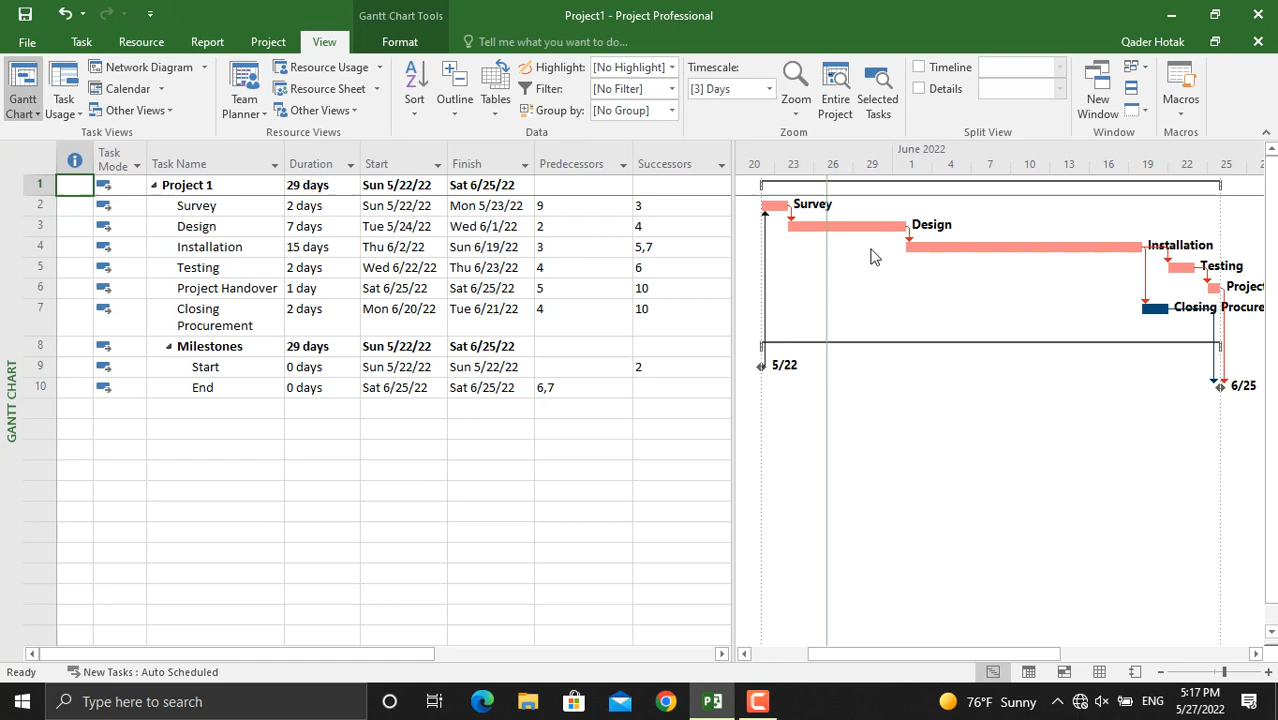 Gantt Chart Tools
Project1 - Project Professional
File Task Resource Report Project View Format Tell me what you want to do... Qader Hotak
Gantt Chart
Task Usage
Network Diagram
Calendar
Other Views
Task Views
Team Planner
Resource Usage
Resource Sheet
Other Views
Resource Views
Sort
Outline
Tables
Highlight: [No Highlight]
Filter: [No Filter]
Group by: [No Group]
Data
Timescale:
[3] Days
Zoom
Entire Project
Selected Tasks
Zoom
Timeline
Details
Split View
New Window
Window
Macros
Macros
Task Mode Task Name Duration Start Finish Predecessors Successors
1 Project 1 29 days Sun 5/22/22 Sat 6/25/22
2 Survey 2 days Sun 5/22/22 Mon 5/23/22 9 3
3 Design 7 days Tue 5/24/22 Wed 6/1/22 2 4
4 Installation 15 days Thu 6/2/22 Sun 6/19/22 3 5,7
5 Testing 2 days Wed 6/22/22 Thu 6/23/22 4 6
6 Project Handover 1 day Sat 6/25/22 Sat 6/25/22 5 10
7 Closing Procurement 2 days Mon 6/20/22 Tue 6/21/22 4 10
8 Milestones 29 days Sun 5/22/22 Sat 6/25/22
9 Start 0 days Sun 5/22/22 Sun 5/22/22 2
10 End 0 days Sat 6/25/22 Sat 6/25/22 6,7
June 2022
20 23 26 29 1 4 7 10 13 16 19 22 25
Survey
Design
Installation
Testing
Project
Closing Procure
5/22
6/25
GANTT CHART
Ready New Tasks : Auto Scheduled
Type here to search
76°F Sunny
ENG
5:17 PM
5/27/2022